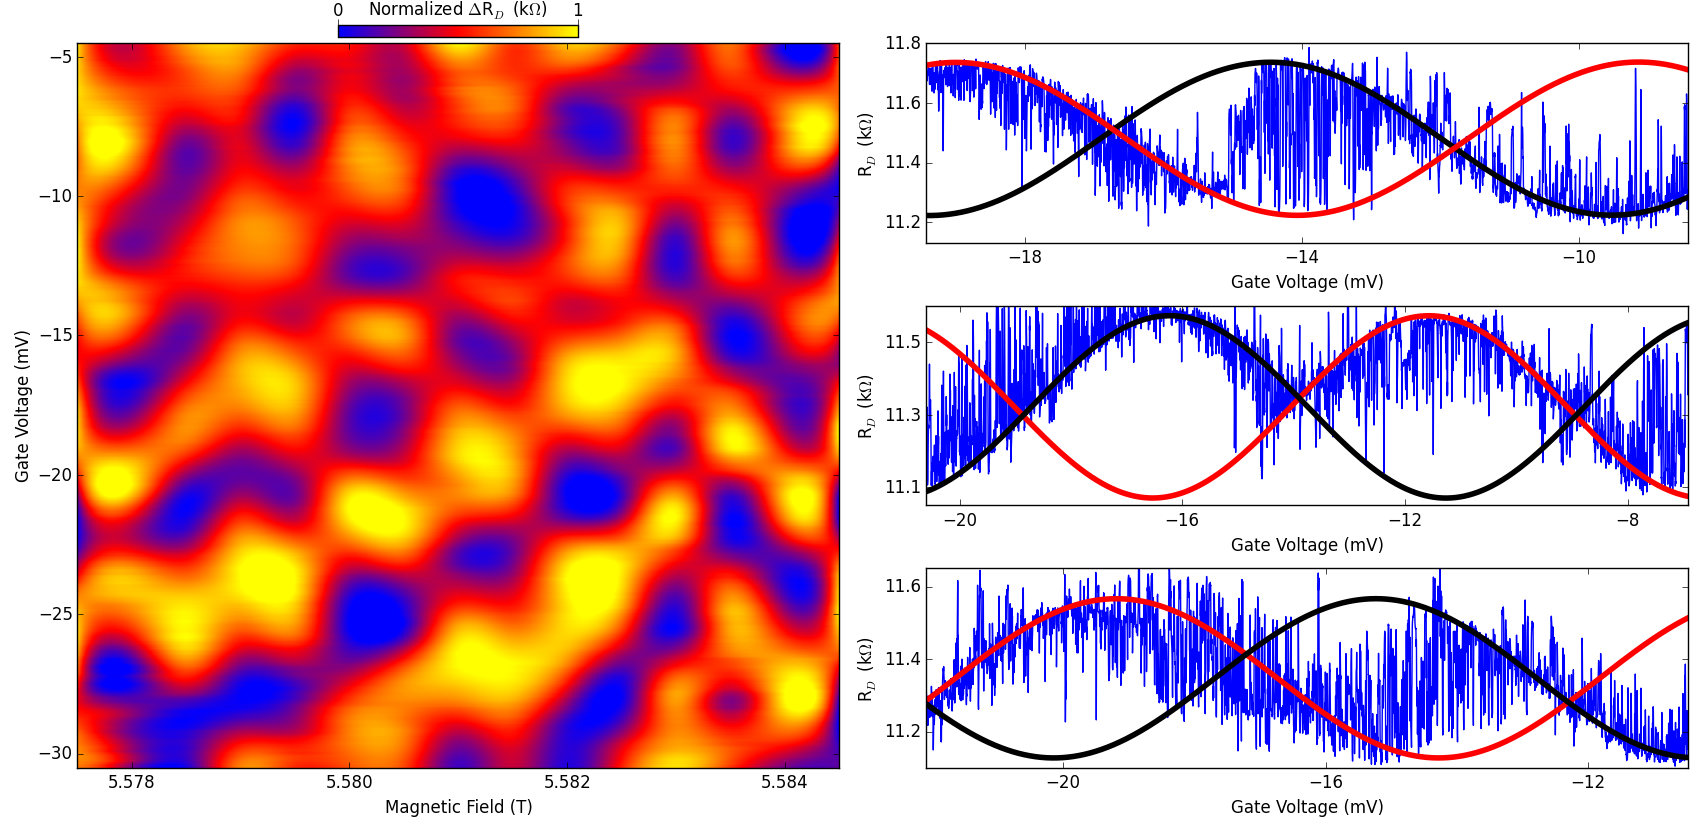 0 Normalized ΔR_D (kΩ) 1
−5
−10
−15
−20
−25
−30
Gate Voltage (mV)
5.578 5.580 5.582 5.584
Magnetic Field (T)
11.8
11.6
11.4
11.2
R_D (kΩ)
−18 −14 −10
Gate Voltage (mV)
11.5
11.3
11.1
R_D (kΩ)
−20 −16 −12 −8
Gate Voltage (mV)
11.6
11.4
11.2
R_D (kΩ)
−20 −16 −12
Gate Voltage (mV)